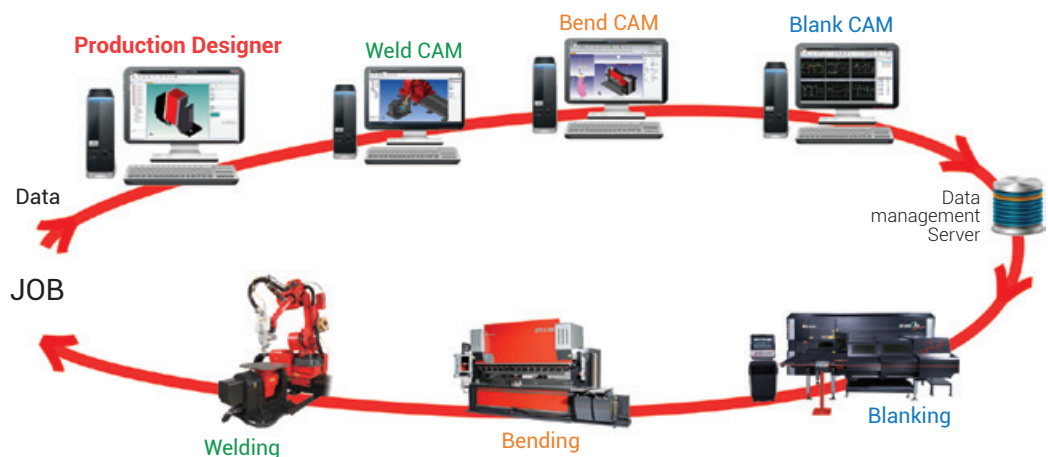 Production Designer
Weld CAM
Bend CAM
Blank CAM
Data
Data
management
Server
JOB
Welding
Bending
Blanking